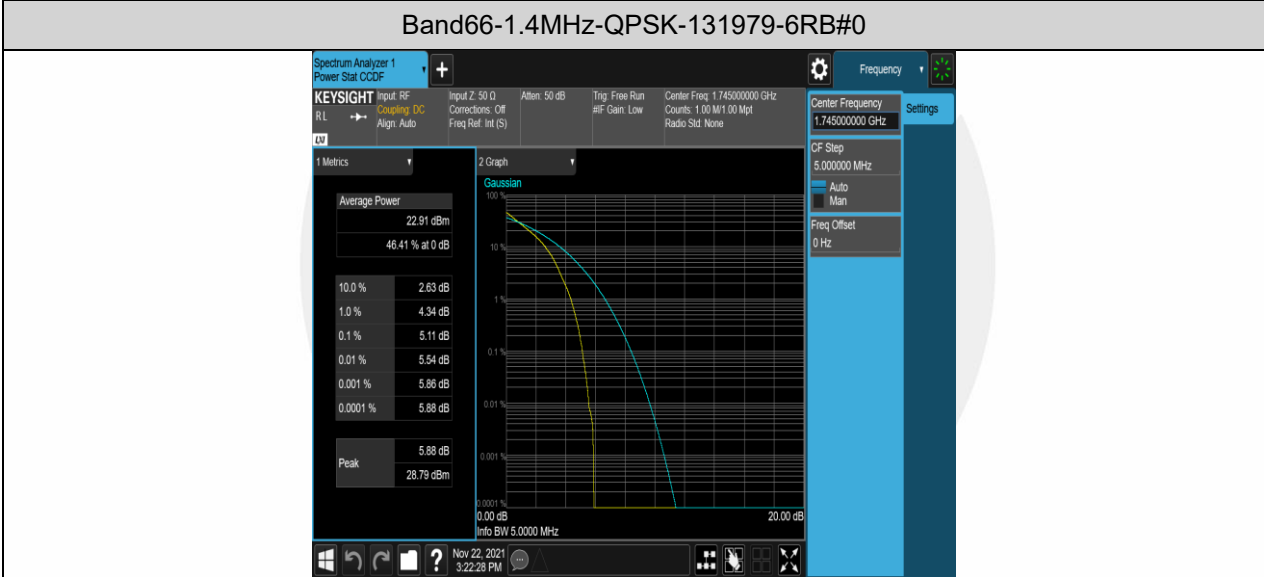 Band66-1.4MHz-QPSK-131979-6RB#0
Spectrum Analyzer 1
Power Stat CCDF
Frequency
KEYSIGHT
RL
LXI
Input: RF
Coupling: DC
Align: Auto
Input Z: 50 Ω
Corrections: Off
Freq Ref: Int (S)
Atten: 50 dB
Trig: Free Run
#IF Gain: Low
Center Freq: 1.745000000 GHz
Counts: 1.00 M/1.00 Mpt
Radio Std: None
Center Frequency
1.745000000 GHz
Settings
CF Step
5.000000 MHz
Auto
Man
Freq Offset
0 Hz
1 Metrics
Average Power
22.91 dBm
46.41 % at 0 dB
10.0 % 2.63 dB
1.0 % 4.34 dB
0.1 % 5.11 dB
0.01 % 5.54 dB
0.001 % 5.86 dB
0.0001 % 5.88 dB
Peak 5.88 dB
28.79 dBm
2 Graph
Gaussian
100 %
10 %
1 %
0.1 %
0.01 %
0.001 %
0.0001 %
0.00 dB 20.00 dB
Info BW 5.0000 MHz
Nov 22, 2021
3:22:28 PM